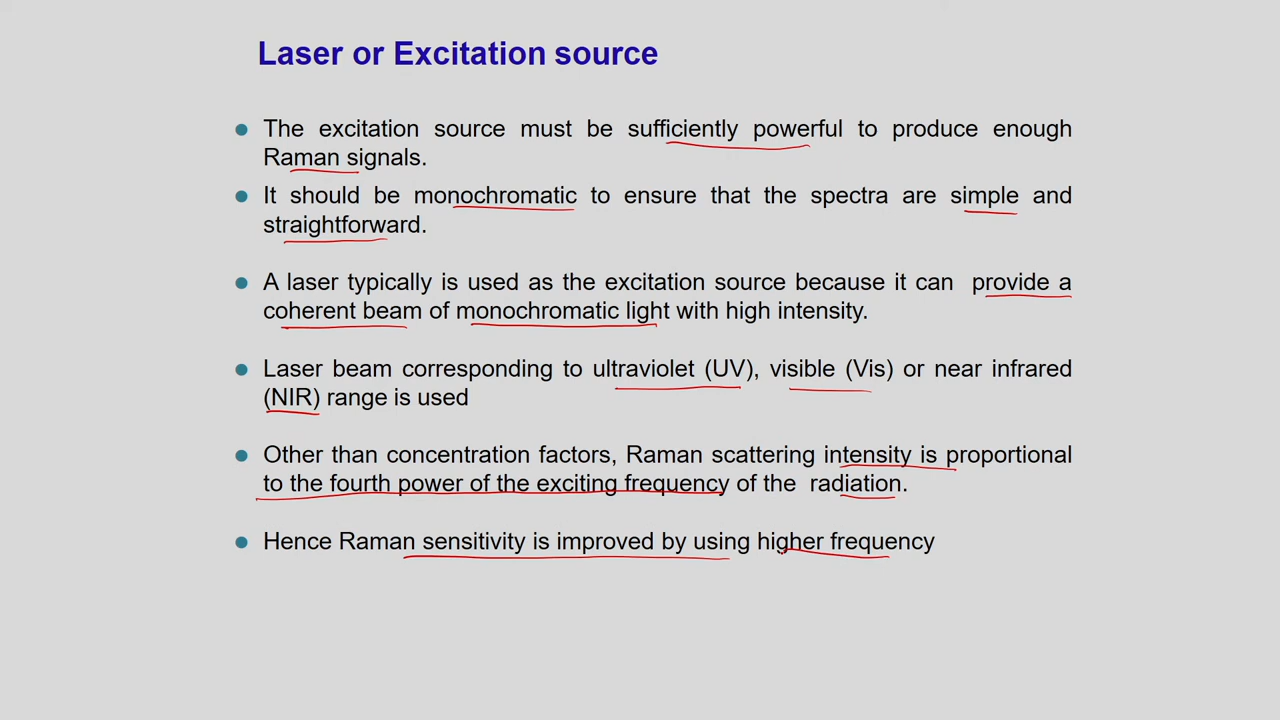 Laser or Excitation source
The excitation source must be sufficiently powerful to produce enough
Raman signals.
It should be monochromatic to ensure that the spectra are simple and
straightforward.
A laser typically is used as the excitation source because it can provide a
coherent beam of monochromatic light with high intensity.
Laser beam corresponding to ultraviolet (UV), visible (Vis) or near infrared
(NIR) range is used
Other than concentration factors, Raman scattering intensity is proportional
to the fourth power of the exciting frequency of the radiation.
Hence Raman sensitivity is improved by using higher frequency